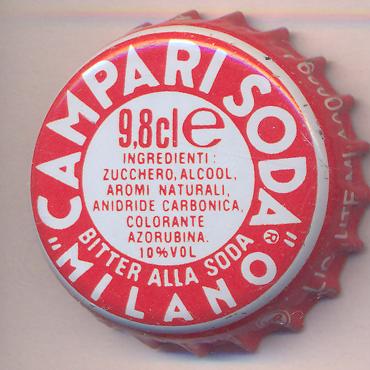 "CAMPARI SODA®"
9,8cl e
INGREDIENTI:
ZUCCHERO, ALCOOL,
AROMI NATURALI,
ANIDRIDE CARBONICA,
COLORANTE
AZORUBINA.
10% VOL
BITTER ALLA SODA
MILANO